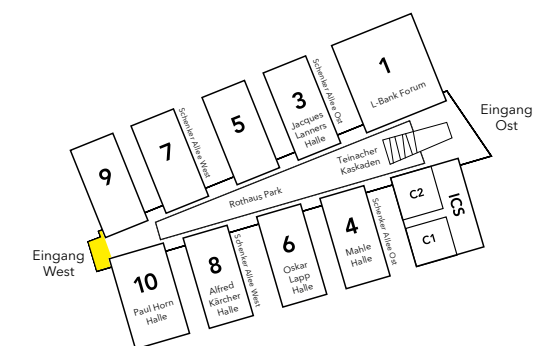 1
L-Bank Forum
Eingang
Ost
3
Jacques
Lanners
Halle
Schenker Allee Ost
5
7
Schenker Allee West
9
Teinacher
Kaskaden
Rothaus Park
C2
ICS
C1
4
Mahle
Halle
Schenker Allee Ost
6
Oskar
Lapp
Halle
8
Alfred
Kärcher
Halle
Schenker Allee West
10
Paul Horn
Halle
Eingang
West